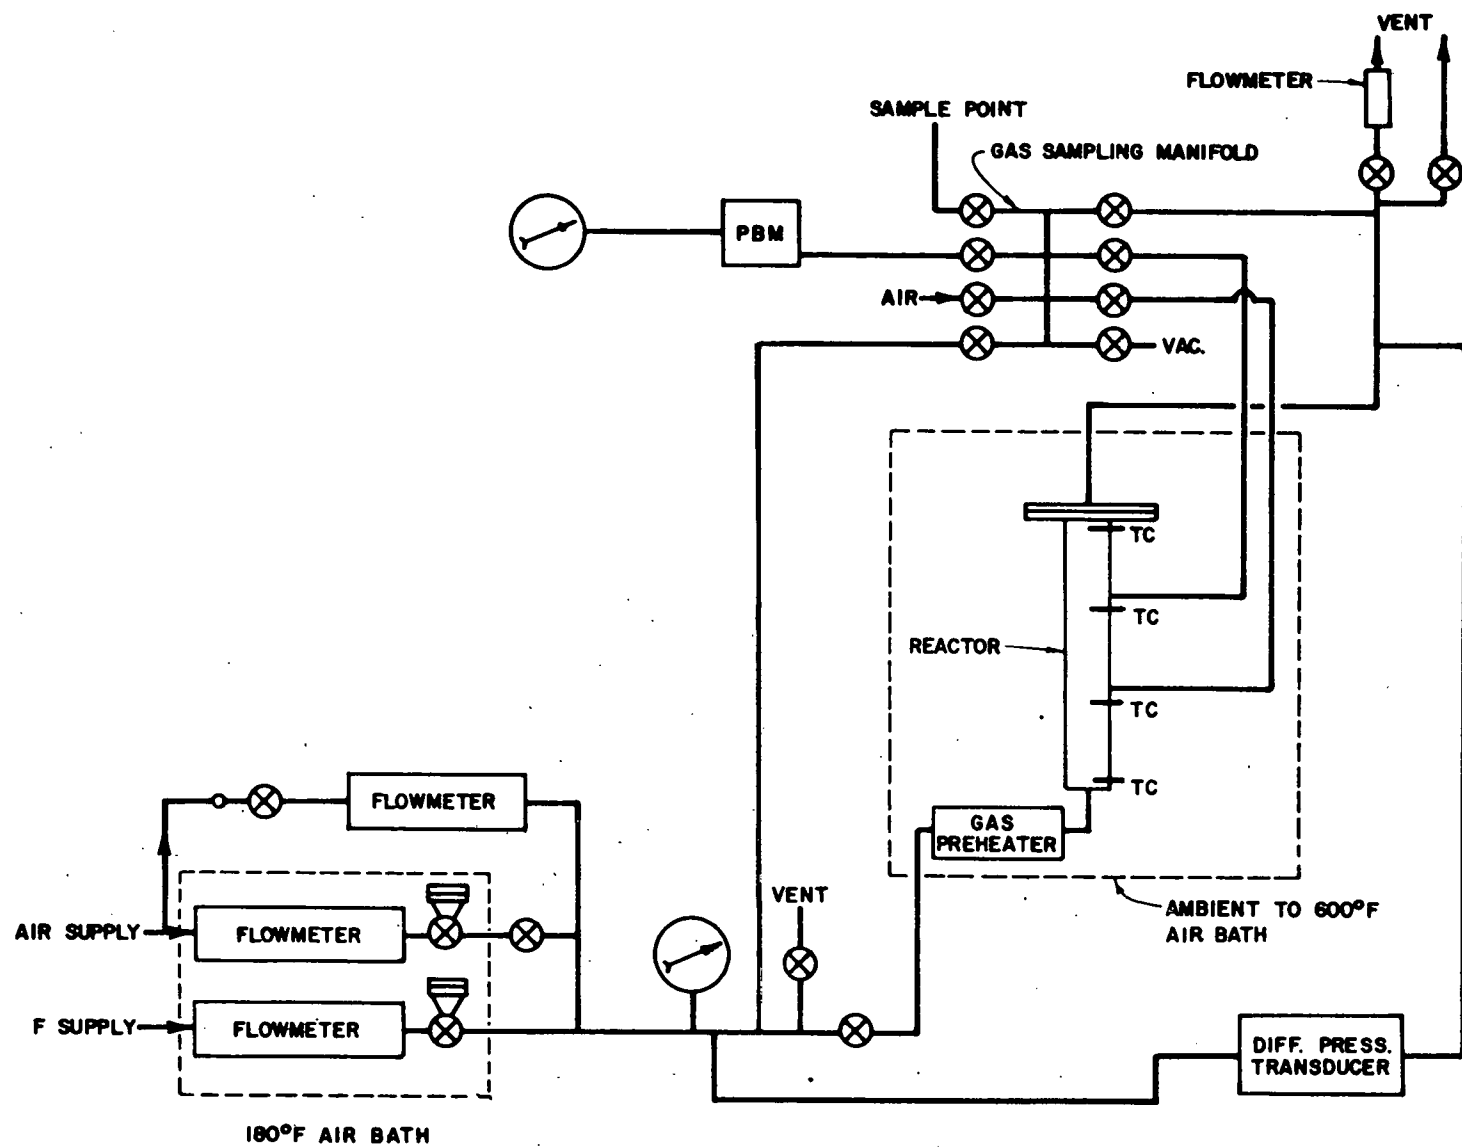 VENT
FLOWMETER
SAMPLE POINT
GAS SAMPLING MANIFOLD
PBM
AIR
VAC.
TC
TC
REACTOR
TC
TC
FLOWMETER
GAS
PREHEATER
VENT
AMBIENT TO 600°F
AIR BATH
AIR SUPPLY
FLOWMETER
F SUPPLY
FLOWMETER
DIFF. PRESS.
TRANSDUCER
180°F AIR BATH